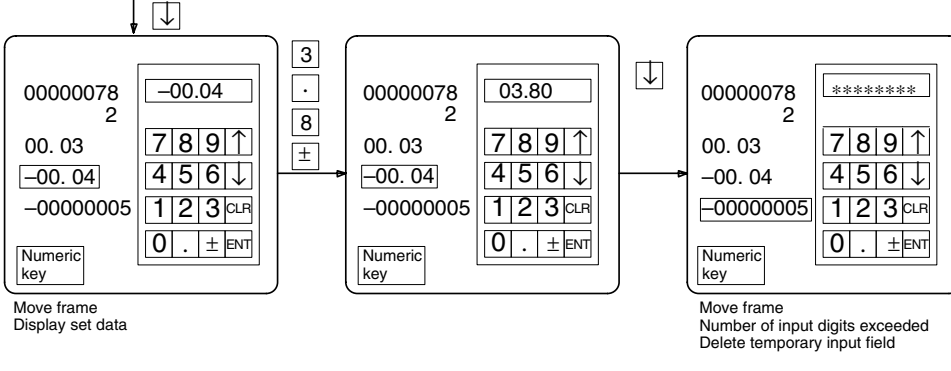 ↓
00000078
2
00. 03
–00. 04
–00000005
Numeric
key
–00.04
7 8 9 ↑
4 5 6 ↓
1 2 3 CLR
0 . ± ENT
Move frame
Display set data
3
.
8
±
00000078
2
00. 03
–00. 04
–00000005
Numeric
key
03.80
7 8 9 ↑
4 5 6 ↓
1 2 3 CLR
0 . ± ENT
↓
00000078
2
00. 03
–00. 04
–00000005
Numeric
key
********
7 8 9 ↑
4 5 6 ↓
1 2 3 CLR
0 . ± ENT
Move frame
Number of input digits exceeded
Delete temporary input field